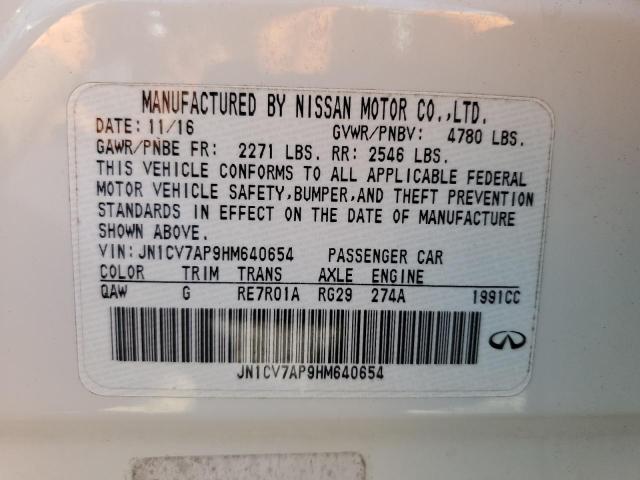 MANUFACTURED BY NISSAN MOTOR CO.,LTD.
DATE: 11/16 GVWR/PNBV: 4780 LBS.
GAWR/PNBE FR: 2271 LBS. RR: 2546 LBS.
THIS VEHICLE CONFORMS TO ALL APPLICABLE FEDERAL
MOTOR VEHICLE SAFETY,BUMPER,AND THEFT PREVENTION
STANDARDS IN EFFECT ON THE DATE OF MANUFACTURE
SHOWN ABOVE.
VIN:JN1CV7AP9HM640654 PASSENGER CAR
COLOR TRIM TRANS AXLE ENGINE
QAW G RE7R01A RG29 274A 1991CC
JN1CV7AP9HM640654